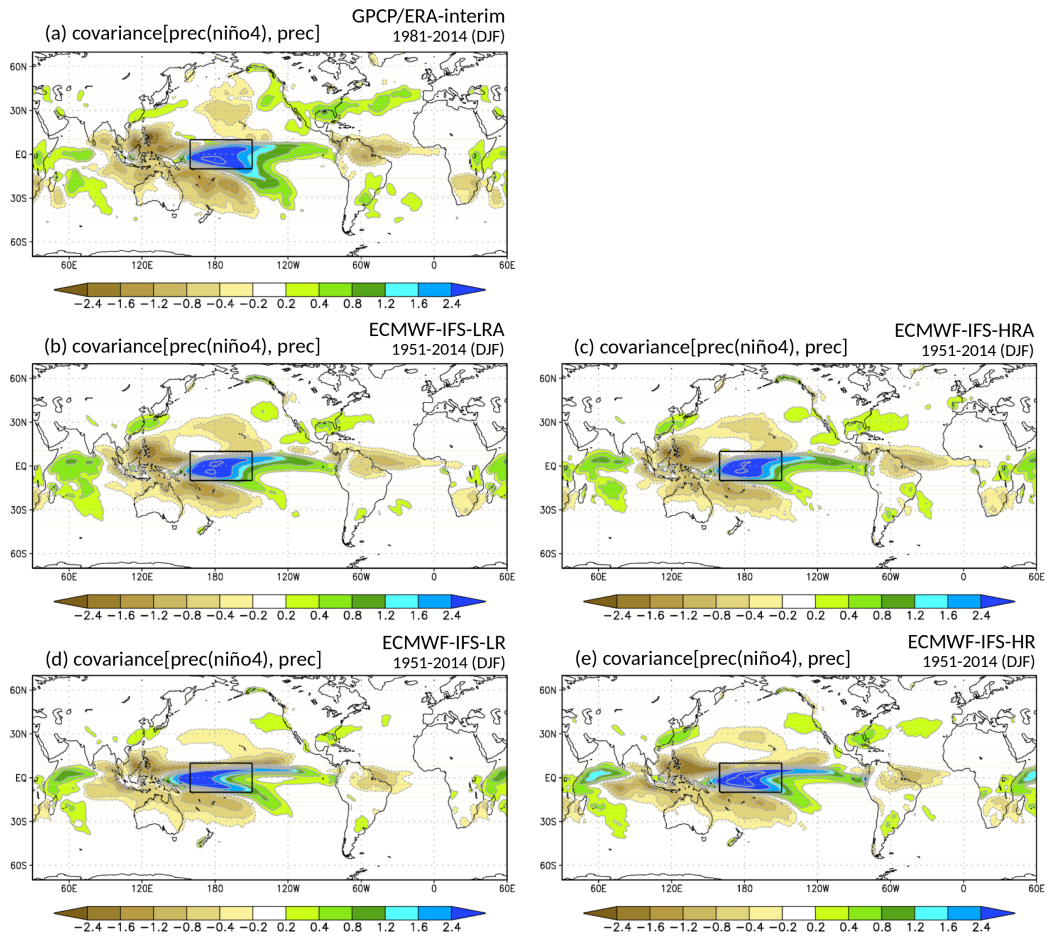 GPCP/ERA-interim
(a) covariance[prec(niño4), prec] 1981-2014 (DJF)
60N
30N
EQ
30S
60S
60E 120E 180 120W 60W 0 60E
−2.4 −1.6 −1.2 −0.8 −0.4 −0.2 0.2 0.4 0.8 1.2 1.6 2.4
ECMWF-IFS-LRA
(b) covariance[prec(niño4), prec] 1951-2014 (DJF)
60N
30N
EQ
30S
60S
60E 120E 180 120W 60W 0 60E
−2.4 −1.6 −1.2 −0.8 −0.4 −0.2 0.2 0.4 0.8 1.2 1.6 2.4
ECMWF-IFS-HRA
(c) covariance[prec(niño4), prec] 1951-2014 (DJF)
60N
30N
EQ
30S
60S
60E 120E 180 120W 60W 0 60E
−2.4 −1.6 −1.2 −0.8 −0.4 −0.2 0.2 0.4 0.8 1.2 1.6 2.4
ECMWF-IFS-LR
(d) covariance[prec(niño4), prec] 1951-2014 (DJF)
60N
30N
EQ
30S
60S
60E 120E 180 120W 60W 0 60E
−2.4 −1.6 −1.2 −0.8 −0.4 −0.2 0.2 0.4 0.8 1.2 1.6 2.4
ECMWF-IFS-HR
(e) covariance[prec(niño4), prec] 1951-2014 (DJF)
60N
30N
EQ
30S
60S
60E 120E 180 120W 60W 0 60E
−2.4 −1.6 −1.2 −0.8 −0.4 −0.2 0.2 0.4 0.8 1.2 1.6 2.4